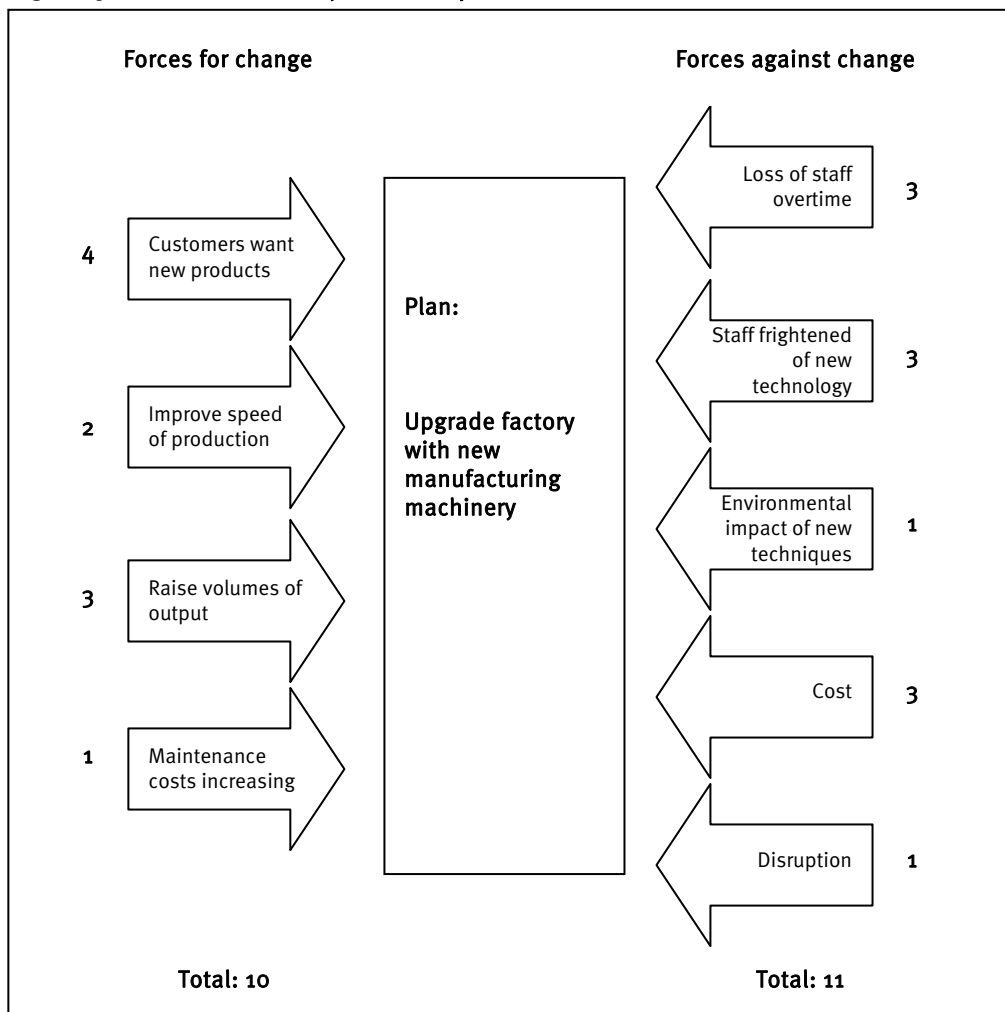 Forces for change
4
Customers want
new products
2
Improve speed
of production
3
Raise volumes of
output
1
Maintenance
costs increasing
Total: 10
Plan:
Upgrade factory
with new
manufacturing
machinery
Forces against change
Loss of staff
overtime
3
Staff frightened
of new
technology
3
Environmental
impact of new
techniques
1
Cost
3
Disruption
1
Total: 11